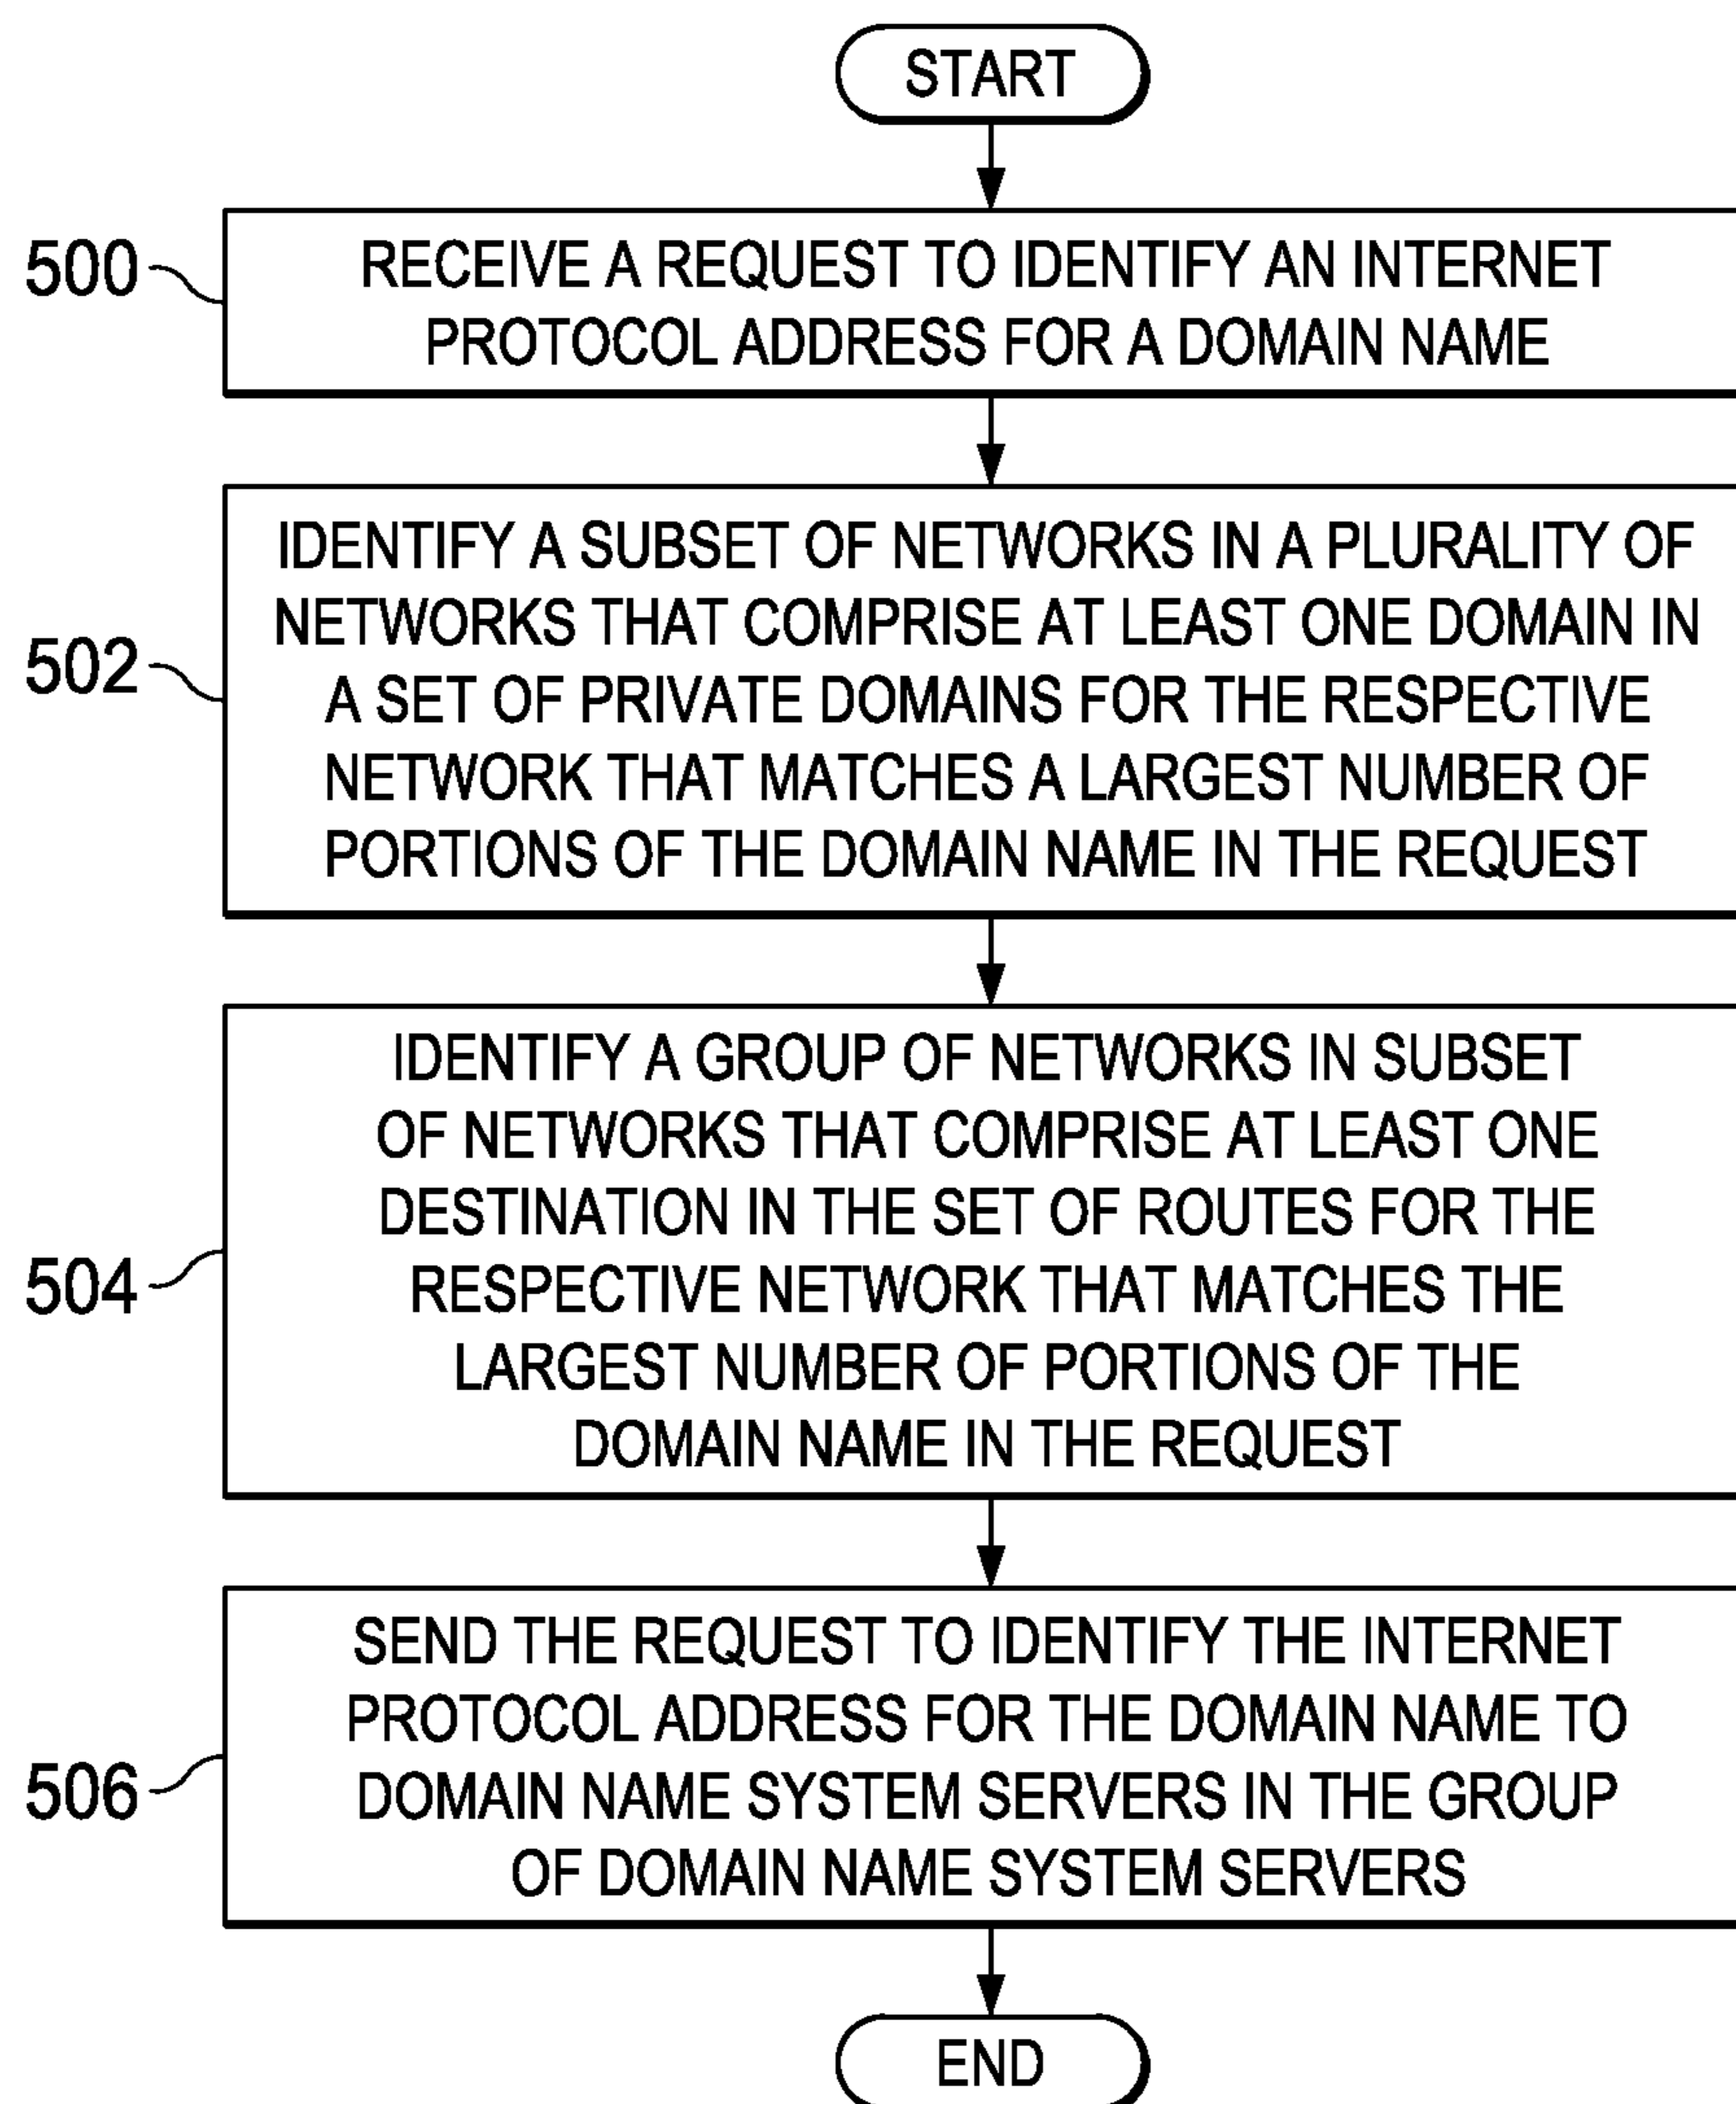 START
500
RECEIVE A REQUEST TO IDENTIFY AN INTERNET
PROTOCOL ADDRESS FOR A DOMAIN NAME
502
IDENTIFY A SUBSET OF NETWORKS IN A PLURALITY OF
NETWORKS THAT COMPRISE AT LEAST ONE DOMAIN IN
A SET OF PRIVATE DOMAINS FOR THE RESPECTIVE
NETWORK THAT MATCHES A LARGEST NUMBER OF
PORTIONS OF THE DOMAIN NAME IN THE REQUEST
504
IDENTIFY A GROUP OF NETWORKS IN SUBSET
OF NETWORKS THAT COMPRISE AT LEAST ONE
DESTINATION IN THE SET OF ROUTES FOR THE
RESPECTIVE NETWORK THAT MATCHES THE
LARGEST NUMBER OF PORTIONS OF THE
DOMAIN NAME IN THE REQUEST
506
SEND THE REQUEST TO IDENTIFY THE INTERNET
PROTOCOL ADDRESS FOR THE DOMAIN NAME TO
DOMAIN NAME SYSTEM SERVERS IN THE GROUP
OF DOMAIN NAME SYSTEM SERVERS
END